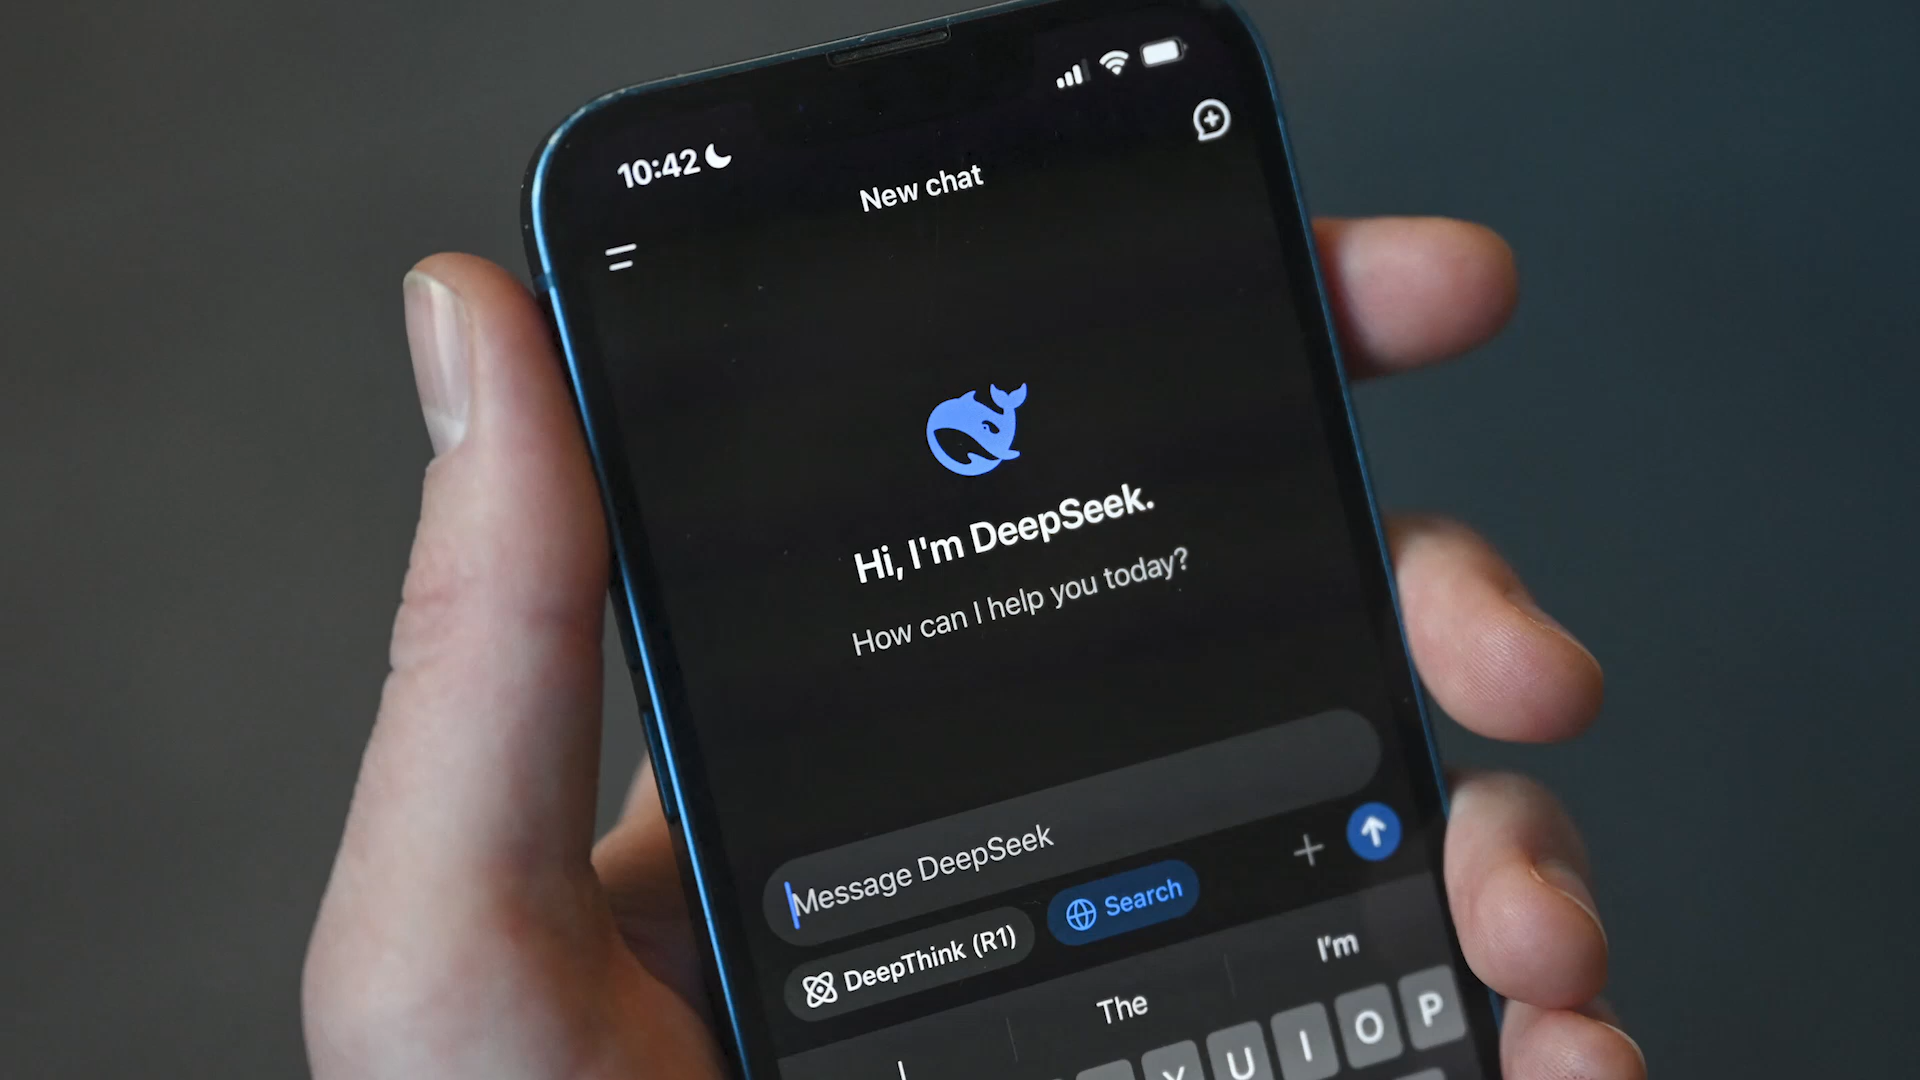 10:42
New chat
Hi, I'm DeepSeek.
How can I help you today?
Message DeepSeek
DeepThink (R1)
Search
I
The
I'm
Y U I O P